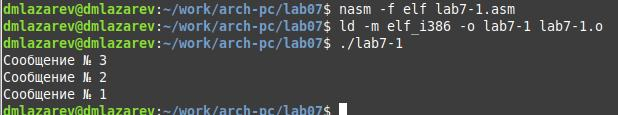 dmlazarev@dmlazarev:~/work/arch-pc/lab07$ nasm -f elf lab7-1.asm
dmlazarev@dmlazarev:~/work/arch-pc/lab07$ ld -m elf_i386 -o lab7-1 lab7-1.o
dmlazarev@dmlazarev:~/work/arch-pc/lab07$ ./lab7-1
Сообщение № 3
Сообщение № 2
Сообщение № 1
dmlazarev@dmlazarev:~/work/arch-pc/lab07$